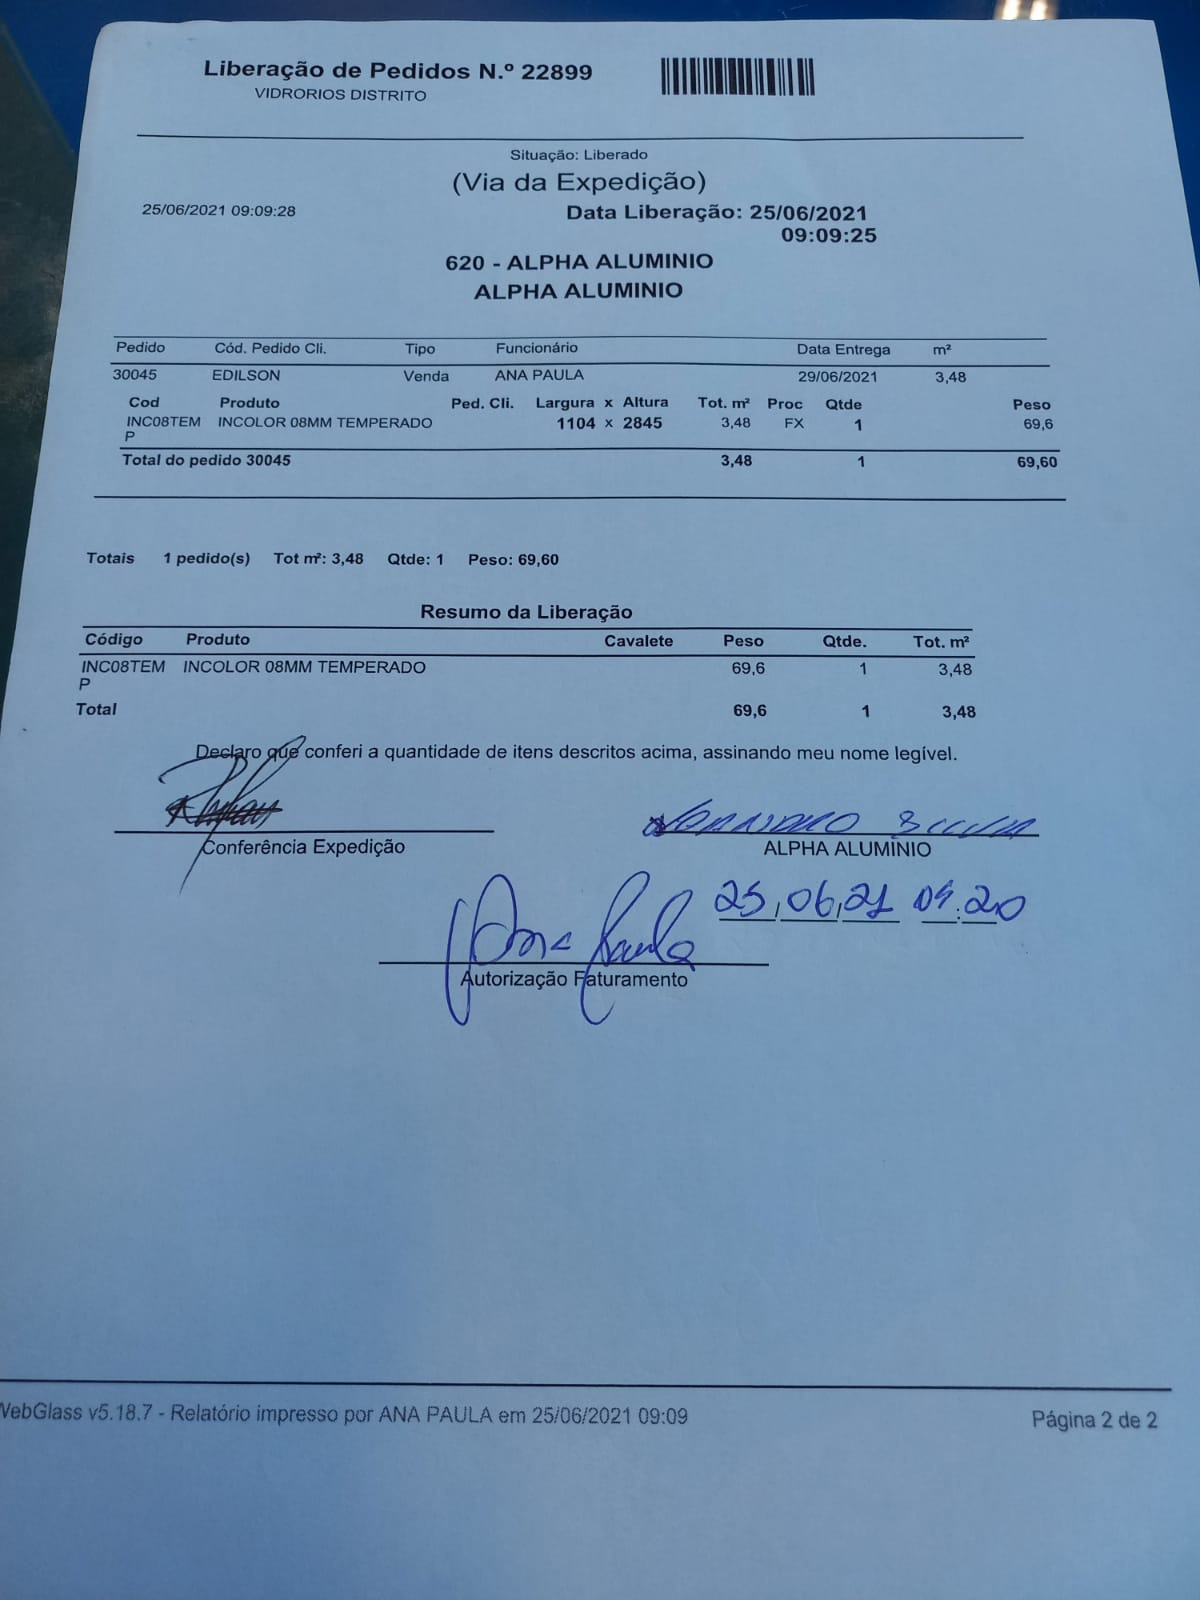 Liberação de Pedidos N.º 22899
VIDRORIOS DISTRITO
Situação: Liberado
(Via da Expedição)
25/06/2021 09:09:28
Data Liberação: 25/06/2021
09:09:25
620 - ALPHA ALUMINIO
ALPHA ALUMINIO
Pedido Cód. Pedido Cli. Tipo Funcionário Data Entrega m²
30045 EDILSON Venda ANA PAULA 29/06/2021 3,48
Cod Produto Ped. Cli. Largura x Altura Tot. m² Proc Qtde Peso
INC08TEM INCOLOR 08MM TEMPERADO 1104 x 2845 3,48 FX 1 69,6
P
Total do pedido 30045 3,48 1 69,60
Totais 1 pedido(s) Tot m²: 3,48 Qtde: 1 Peso: 69,60
Resumo da Liberação
Código Produto Cavalete Peso Qtde. Tot. m²
INC08TEM INCOLOR 08MM TEMPERADO 69,6 1 3,48
P
Total 69,6 1 3,48
Declaro que conferi a quantidade de itens descritos acima, assinando meu nome legível.
Conferência Expedição
ALPHA ALUMÍNIO
25,06,21 09:20
Ana Paula
Autorização Faturamento
WebGlass v5.18.7 - Relatório impresso por ANA PAULA em 25/06/2021 09:09
Página 2 de 2